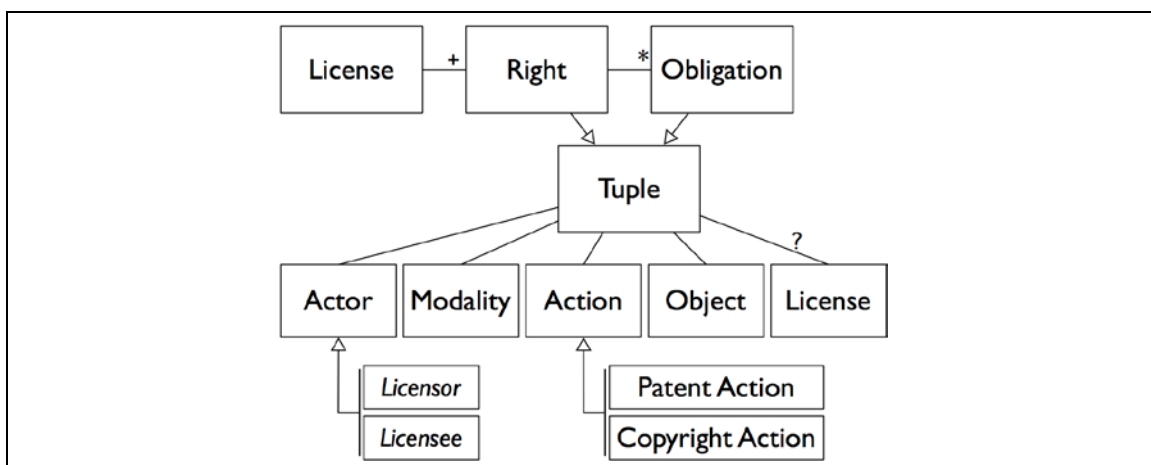 License + Right * Obligation
Tuple
?
Actor Modality Action Object License
Licensor Patent Action
Licensee Copyright Action